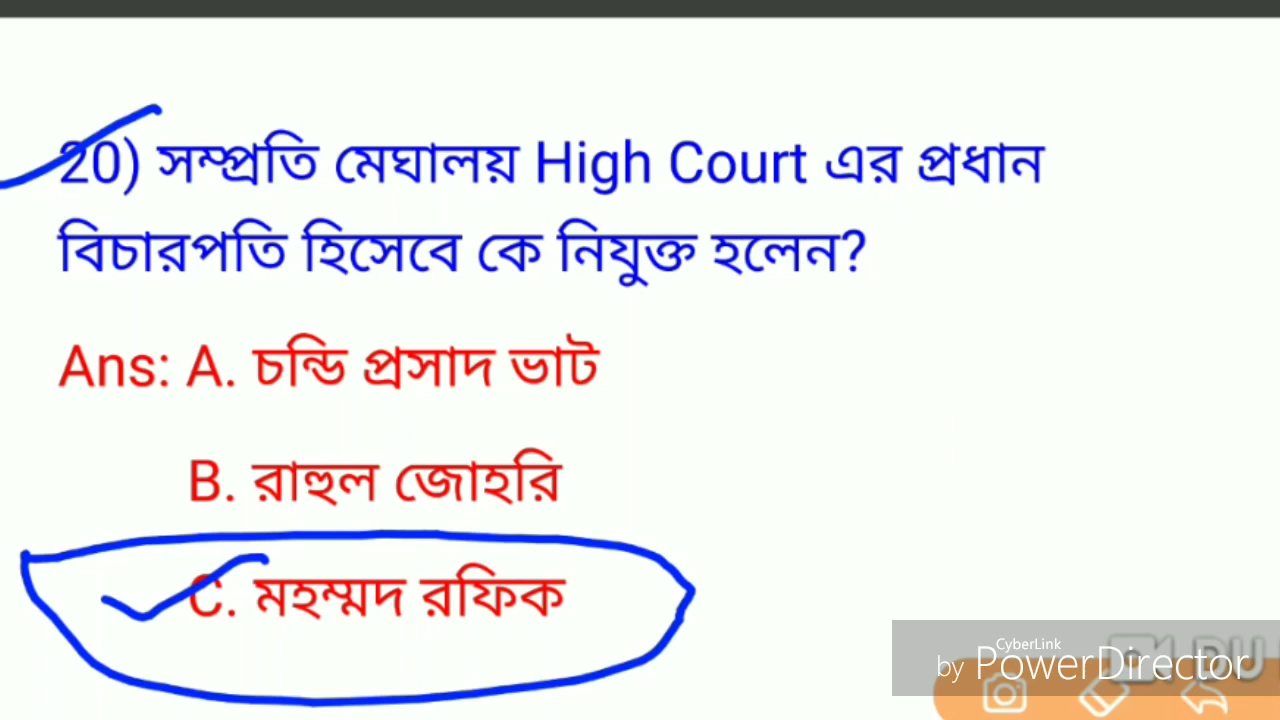 20) সম্প্রতি মেঘালয় High Court এর প্রধান
বিচারপতি হিসেবে কে নিযুক্ত হলেন?
Ans: A. চন্ডি প্রসাদ ভাট
B. রাহুল জোহরি
C. মহম্মদ রফিক
CyberLink
by PowerDirector
DU